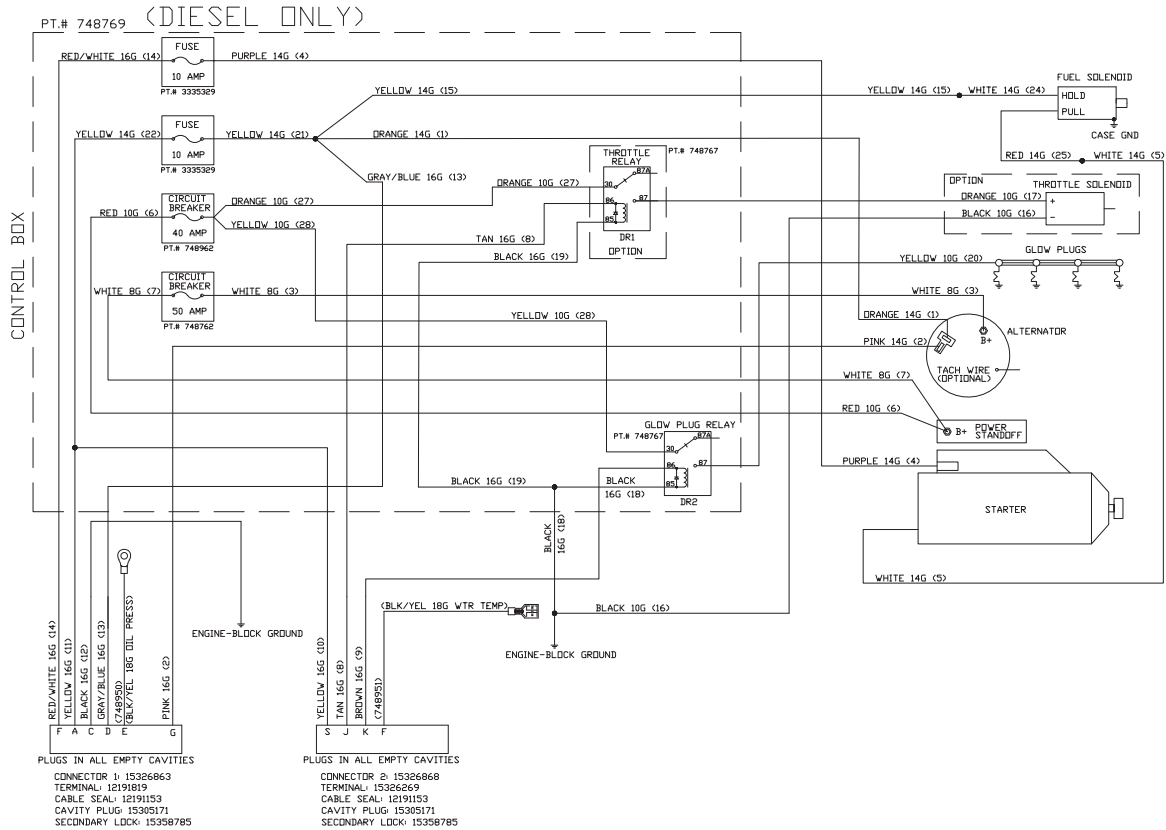 PT.# 748769 (DIESEL ONLY)
CONTROL BOX
RED/WHITE 16G (14)
FUSE
10 AMP
PT.# 3335329
PURPLE 14G (4)
YELLOW 14G (22)
FUSE
10 AMP
PT.# 3335329
YELLOW 14G (21)
YELLOW 14G (15)
ORANGE 14G (1)
GRAY/BLUE 16G (13)
YELLOW 14G (15)
WHITE 14G (24)
FUEL SOLENOID
HOLD
PULL
CASE GND
RED 14G (25)
WHITE 14G (5)
RED 10G (6)
CIRCUIT
BREAKER
40 AMP
PT.# 748962
ORANGE 10G (27)
YELLOW 10G (28)
ORANGE 10G (27)
THROTTLE
RELAY
PT.# 748767
87A
30
86
87
85
DR1
OPTION
TAN 16G (8)
BLACK 16G (19)
OPTION
THROTTLE SOLENOID
ORANGE 10G (17)
+
BLACK 10G (16)
-
GLOW PLUGS
YELLOW 10G (20)
WHITE 8G (7)
CIRCUIT
BREAKER
50 AMP
PT.# 748762
WHITE 8G (3)
WHITE 8G (3)
YELLOW 10G (28)
ORANGE 14G (1)
PINK 14G (2)
B+
ALTERNATOR
TACH WIRE
(OPTIONAL)
WHITE 8G (7)
RED 10G (6)
B+ POWER
STANDOFF
GLOW PLUG RELAY
PT.# 748767
87A
30
86
87
85
DR2
PURPLE 14G (4)
STARTER
WHITE 14G (5)
BLACK 16G (19)
BLACK
16G (18)
BLACK
16G (18)
(BLK/YEL 18G WTR TEMP)
BLACK 10G (16)
ENGINE-BLOCK GROUND
ENGINE-BLOCK GROUND
RED/WHITE 16G (14)
YELLOW 16G (11)
BLACK 16G (12)
GRAY/BLUE 16G (13)
(748950)
(BLK/YEL 18G OIL PRESS)
PINK 16G (2)
YELLOW 16G (10)
TAN 16G (8)
BROWN 16G (9)
(748951)
F A C D E G
S J K F
PLUGS IN ALL EMPTY CAVITIES
CONNECTOR 1: 15326863
TERMINAL: 12191819
CABLE SEAL: 12191153
CAVITY PLUG: 15305171
SECONDARY LOCK: 15358785
PLUGS IN ALL EMPTY CAVITIES
CONNECTOR 2: 15326868
TERMINAL: 15326269
CABLE SEAL: 12191153
CAVITY PLUG: 15305171
SECONDARY LOCK: 15358785